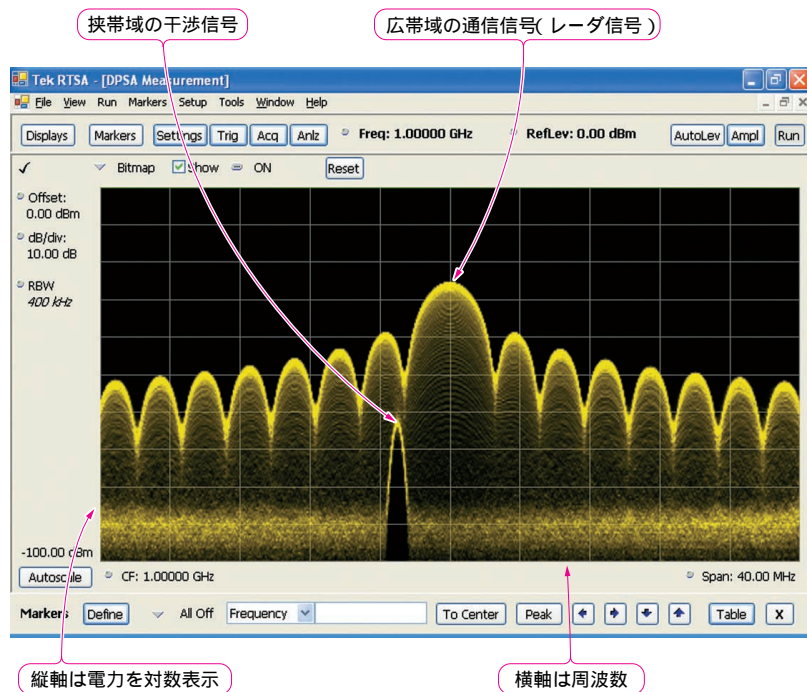 挟帯域の干渉信号
広帯域の通信信号(レーダ信号)
Tek RTSA - [DPSA Measurement]
File View Run Markers Setup Tools Window Help
Displays Markers Settings Trig Acq Anlz Freq: 1.00000 GHz RefLev: 0.00 dBm AutoLev Ampl Run
Bitmap Show ON Reset
Offset:
0.00 dBm
dB/div:
10.00 dB
RBW
400 kHz
-100.00 dBm
Autoscale CF: 1.00000 GHz Span: 40.00 MHz
Markers Define All Off Frequency To Center Peak Table X
縦軸は電力を対数表示
横軸は周波数